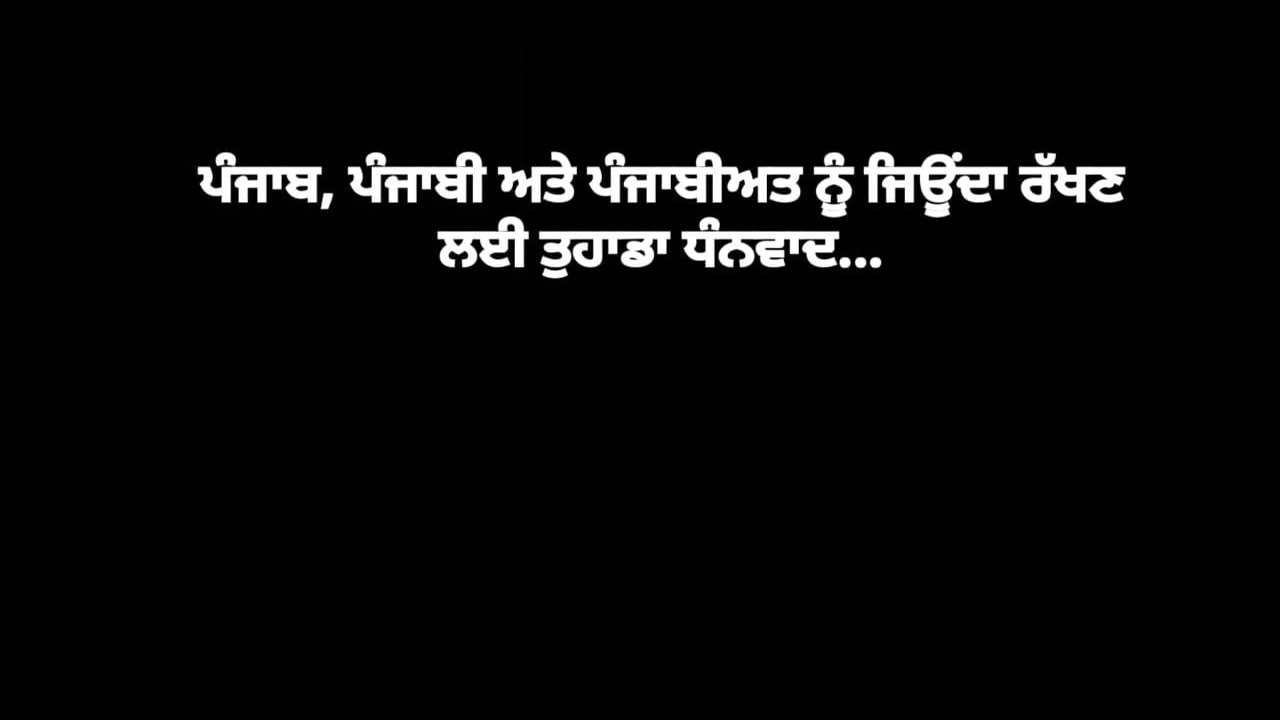 ਪੰਜਾਬ, ਪੰਜਾਬੀ ਅਤੇ ਪੰਜਾਬੀਅਤ ਨੂੰ ਜਿਊਂਦਾ ਰੱਖਣ
ਲਈ ਤੁਹਾਡਾ ਧੰਨਵਾਦ...